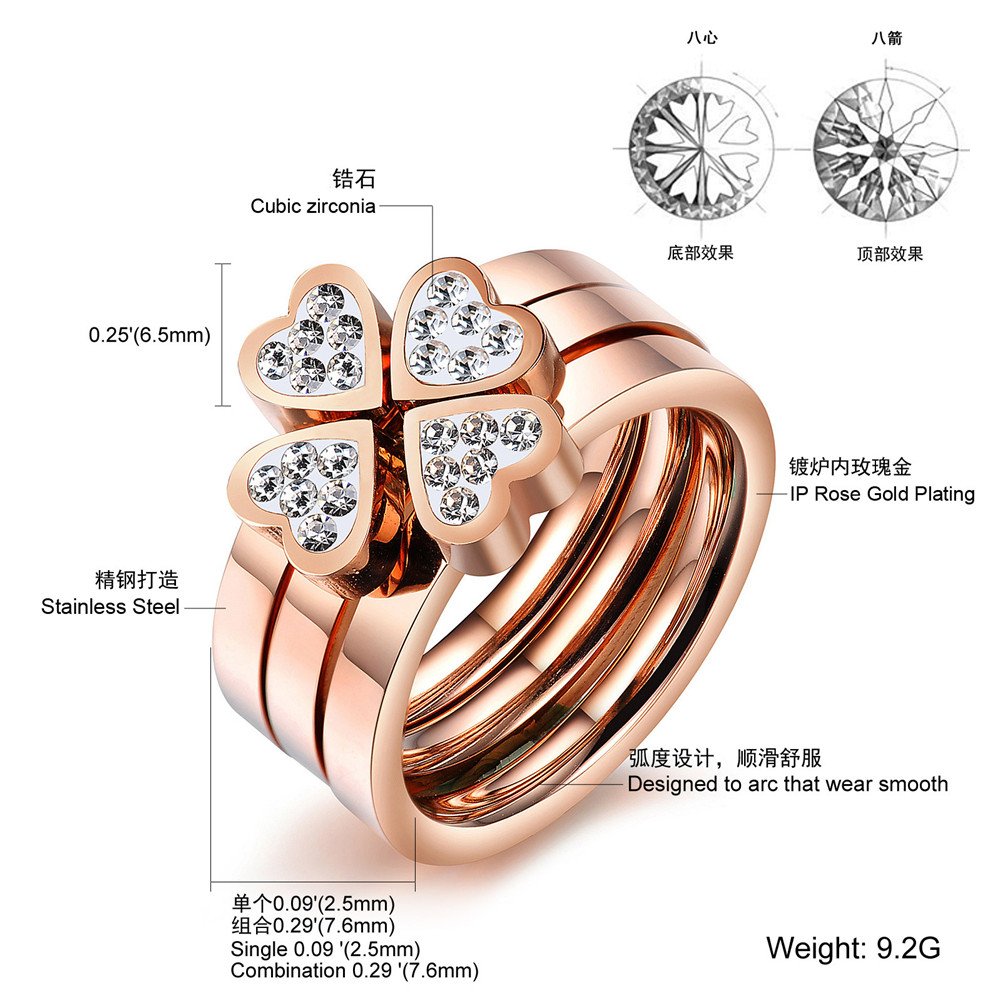 八心
八箭
底部效果
顶部效果
锆石
Cubic zirconia
0.25'(6.5mm)
镀炉内玫瑰金
IP Rose Gold Plating
精钢打造
Stainless Steel
弧度设计，顺滑舒服
Designed to arc that wear smooth
单个0.09'(2.5mm)
组合0.29'(7.6mm)
Single 0.09 '(2.5mm)
Combination 0.29 '(7.6mm)
Weight: 9.2G